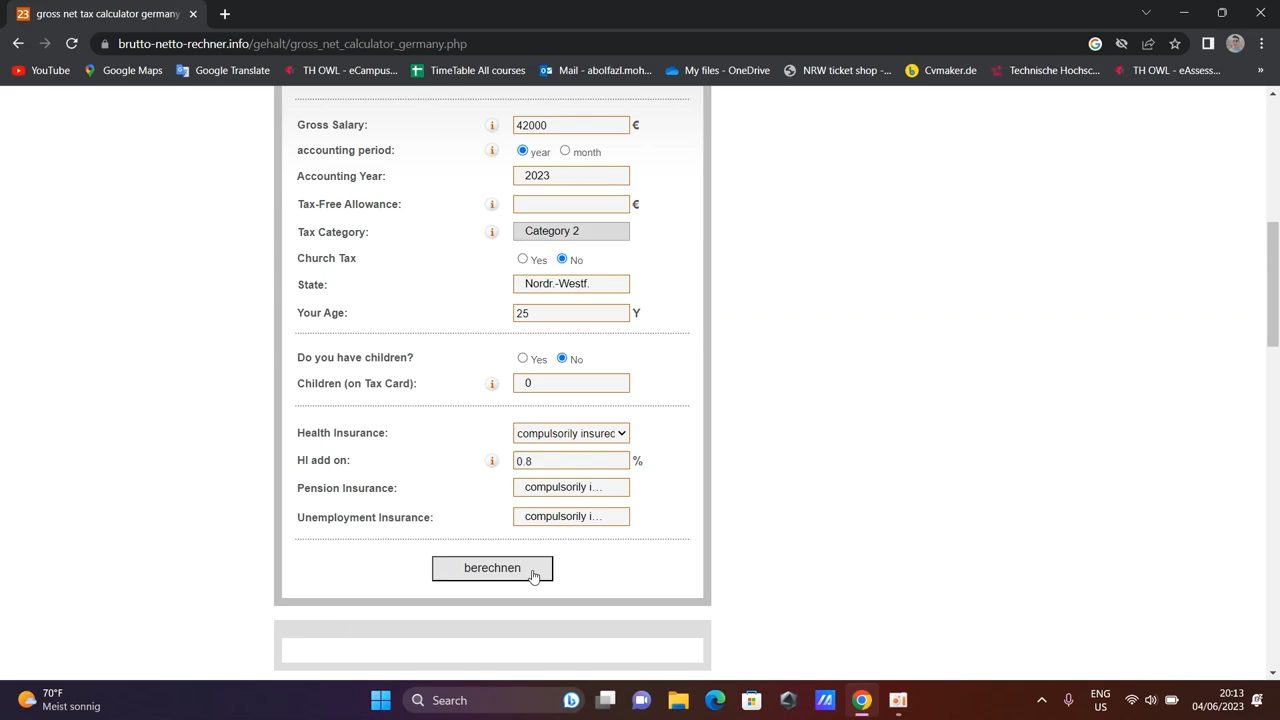 23 gross net tax calculator germany
brutto-netto-rechner.info/gehalt/gross_net_calculator_germany.php
YouTube Google Maps Google Translate TH OWL - eCampus... TimeTable All courses Mail - abolfazl.moh... My files - OneDrive NRW ticket shop -... Cvmaker.de Technische Hochsc... TH OWL - eAssess... »
Gross Salary: i 42000 €
accounting period: i year month
Accounting Year: 2023
Tax-Free Allowance: i €
Tax Category: i Category 2
Church Tax Yes No
State: Nordr.-Westf.
Your Age: 25 Y
Do you have children? Yes No
Children (on Tax Card): i 0
Health Insurance: compulsorily insured
HI add on: i 0.8 %
Pension Insurance: compulsorily i...
Unemployment Insurance: compulsorily i...
berechnen
70°F
Meist sonnig
Search
ENG
US
20:13
04/06/2023